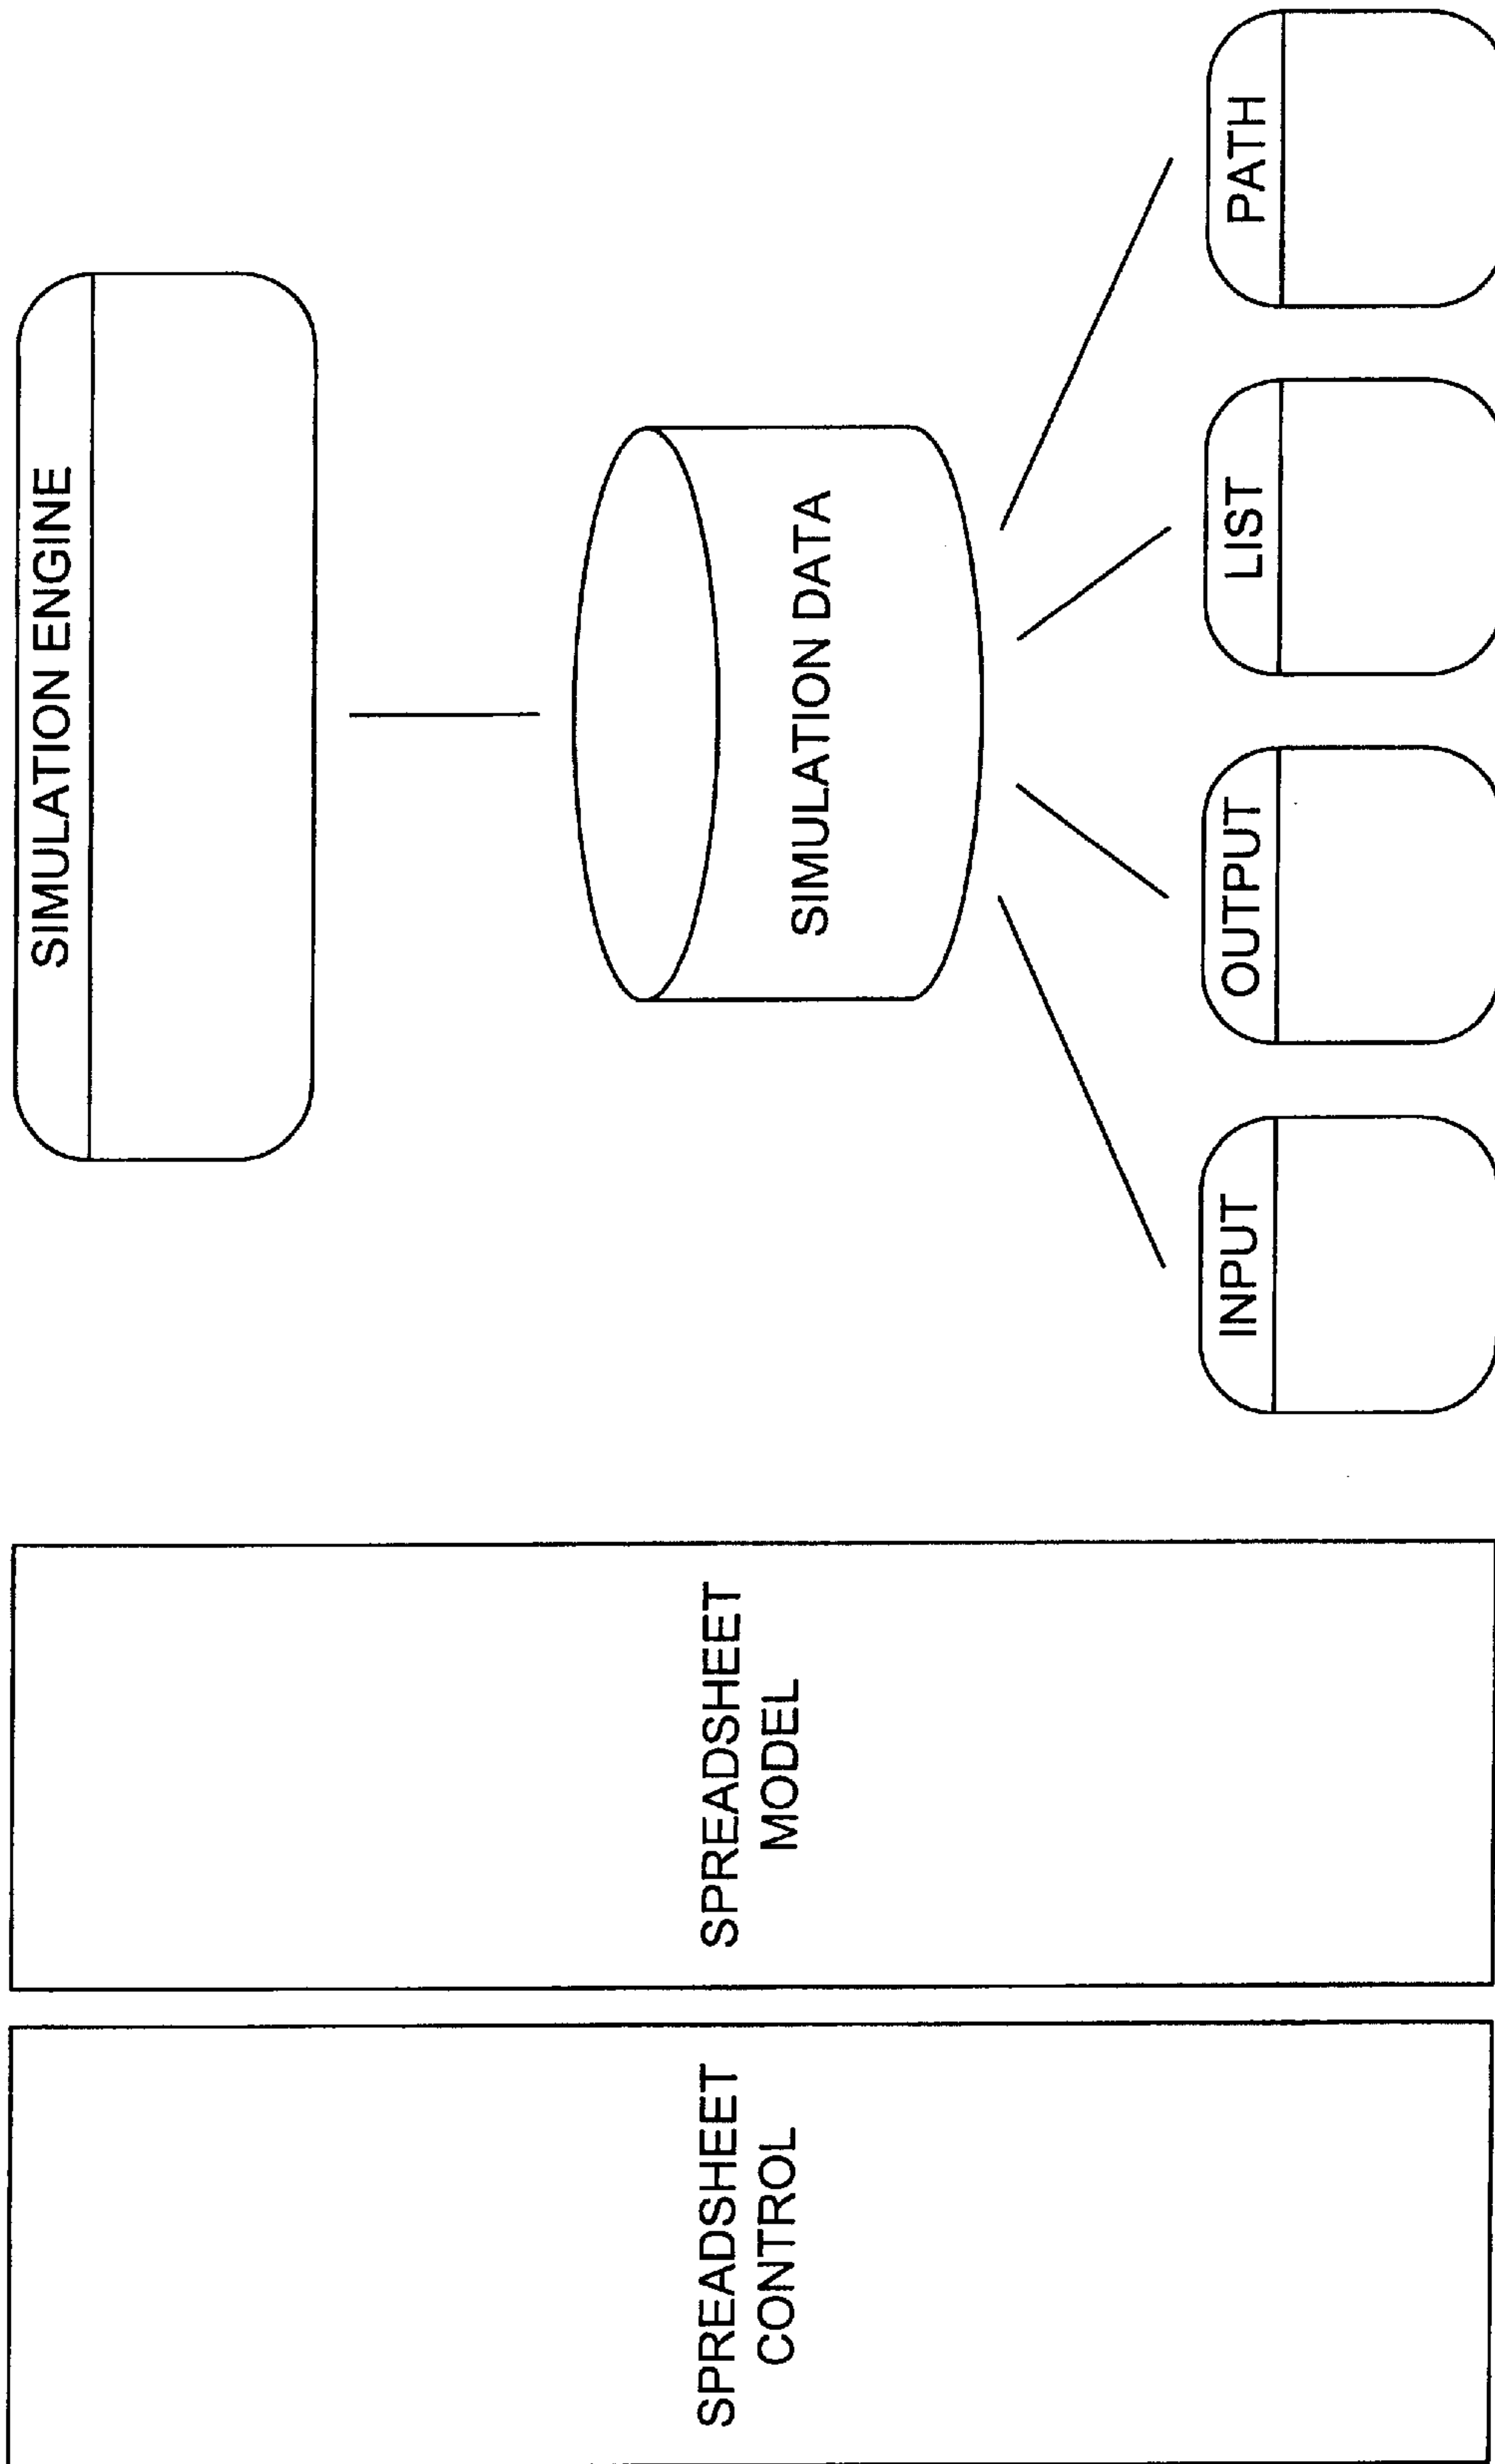 SPREADSHEET
CONTROL
SPREADSHEET
MODEL
SIMULATION ENGINE
SIMULATION DATA
INPUT
OUTPUT
LIST
PATH